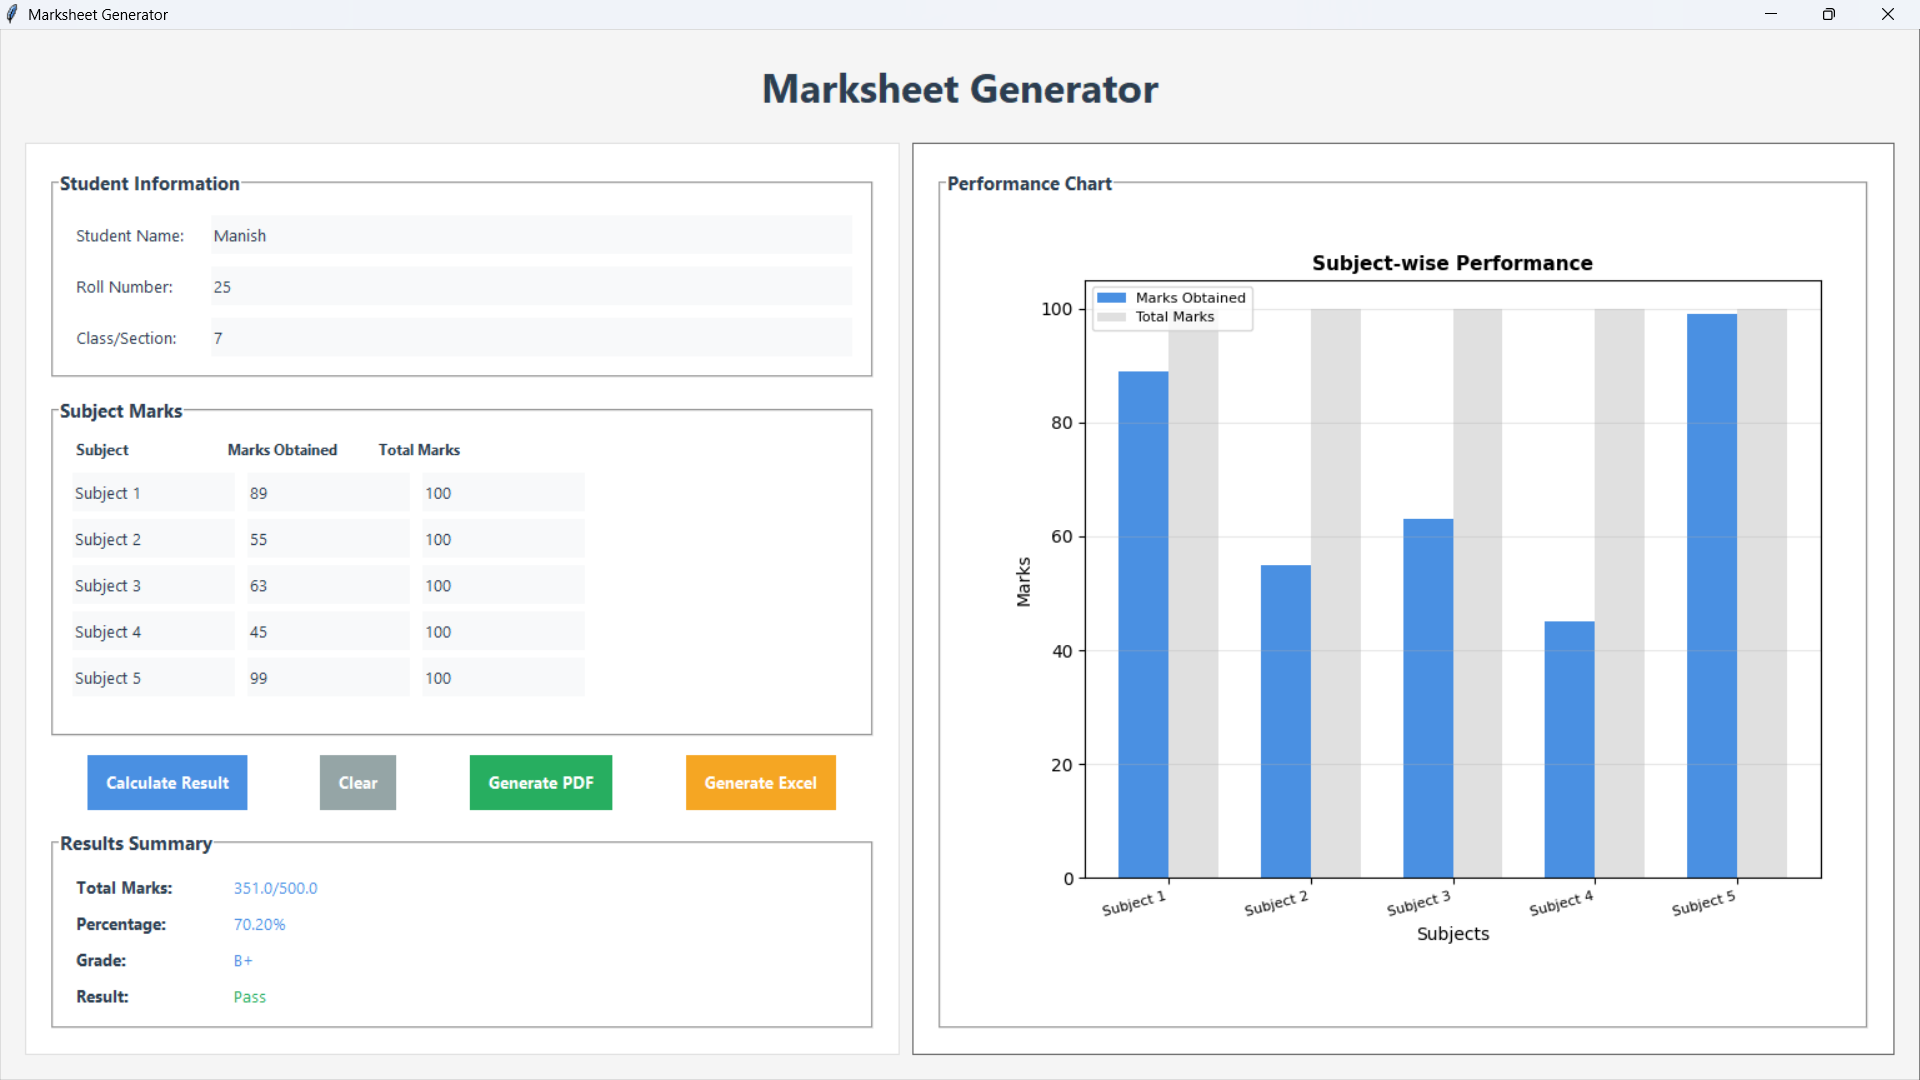 Marksheet Generator
Marksheet Generator
Student Information
Student Name: Manish
Roll Number: 25
Class/Section: 7
Subject Marks
Subject Marks Obtained Total Marks
Subject 1 89 100
Subject 2 55 100
Subject 3 63 100
Subject 4 45 100
Subject 5 99 100
Calculate Result Clear Generate PDF Generate Excel
Results Summary
Total Marks: 351.0/500.0
Percentage: 70.20%
Grade: B+
Result: Pass
Performance Chart
Subject-wise Performance
Marks Obtained
Total Marks
100
80
60
40
20
0
Marks
Subject 1 Subject 2 Subject 3 Subject 4 Subject 5
Subjects